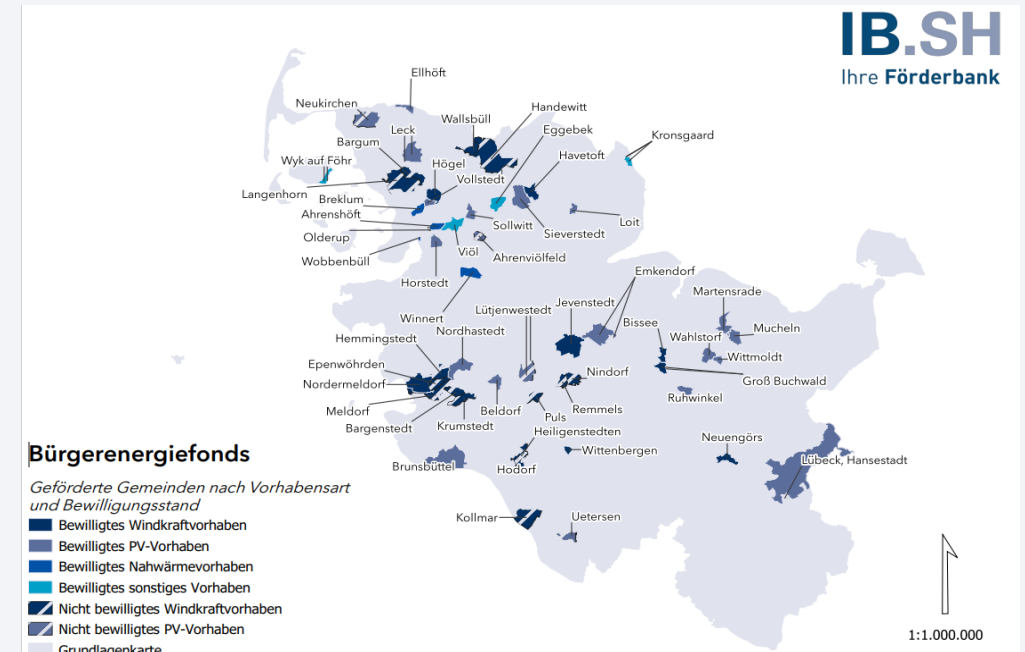 IB.SH
Ihre Förderbank
Ellhöft
Neukirchen
Handewitt
Wallsbüll
Leck
Eggebek
Kronsgaard
Bargum
Havetoft
Wyk auf Föhr
Högel
Vollstedt
Langenhorn
Breklum
Ahrenshöft
Loit
Sollwitt
Sieverstedt
Olderup
Viöl
Ahrenviölfeld
Wobbenbüll
Emkendorf
Horstedt
Martensrade
Jevenstedt
Lütjenwestedt
Winnert
Bissee
Mucheln
Nordhastedt
Wahlstorf
Hemmingstedt
Wittmoldt
Epenwöhrden
Nindorf
Groß Buchwald
Nordermeldorf
Ruhwinkel
Meldorf
Beldorf
Remmels
Puls
Krumstedt
Bargenstedt
Heiligenstedten
Neuengörs
Wittenbergen
Lübeck, Hansestadt
Brunsbüttel
Hodorf
Kollmar
Uetersen
Bürgerenergiefonds
Geförderte Gemeinden nach Vorhabensart
und Bewilligungsstand
Bewilligtes Windkraftvorhaben
Bewilligtes PV-Vorhaben
Bewilligtes Nahwärmevorhaben
Bewilligtes sonstiges Vorhaben
Nicht bewilligtes Windkraftvorhaben
Nicht bewilligtes PV-Vorhaben
Grundlagenkarte
1:1.000.000